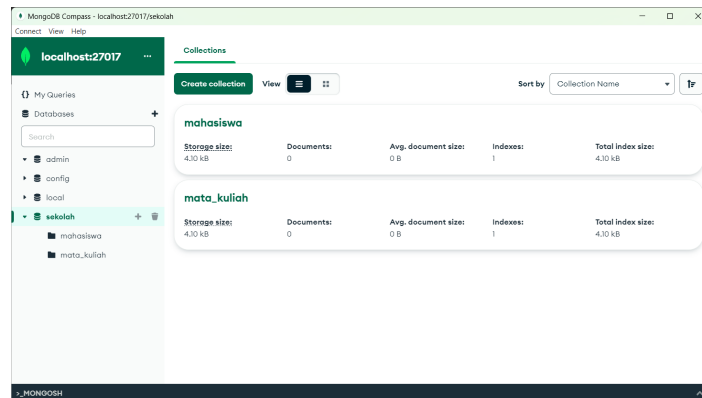 MongoDB Compass - localhost:27017/sekolah
Connect View Help
localhost:27017 ...
{} My Queries
Databases +
Search
admin
config
local
sekolah +
mahasiswa
mata_kuliah
Collections
Create collection View Sort by Collection Name
mahasiswa
Storage size: Documents: Avg. document size: Indexes: Total index size:
4.10 kB 0 0 B 1 4.10 kB
mata_kuliah
Storage size: Documents: Avg. document size: Indexes: Total index size:
4.10 kB 0 0 B 1 4.10 kB
>_MONGOSH